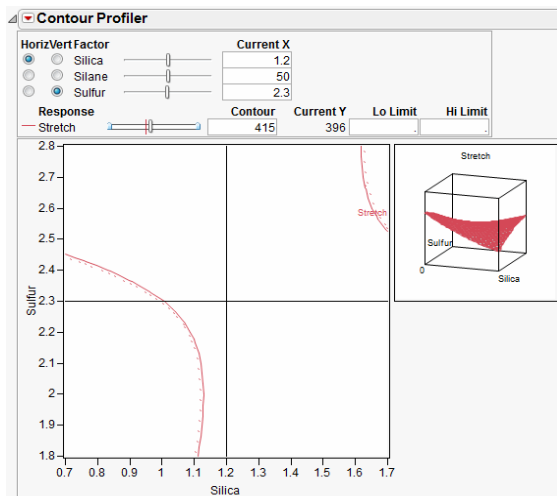 Contour Profiler
Horiz Vert Factor Current X
Silica 1.2
Silane 50
Sulfur 2.3
Response Contour Current Y Lo Limit Hi Limit
Stretch 415 396 . .
2.8
2.7
2.6
2.5
2.4
2.3
2.2
2.1
2
1.9
1.8
Sulfur
Stretch
0.7 0.8 0.9 1 1.1 1.2 1.3 1.4 1.5 1.6 1.7
Silica
Stretch
Sulfur
0
Silica